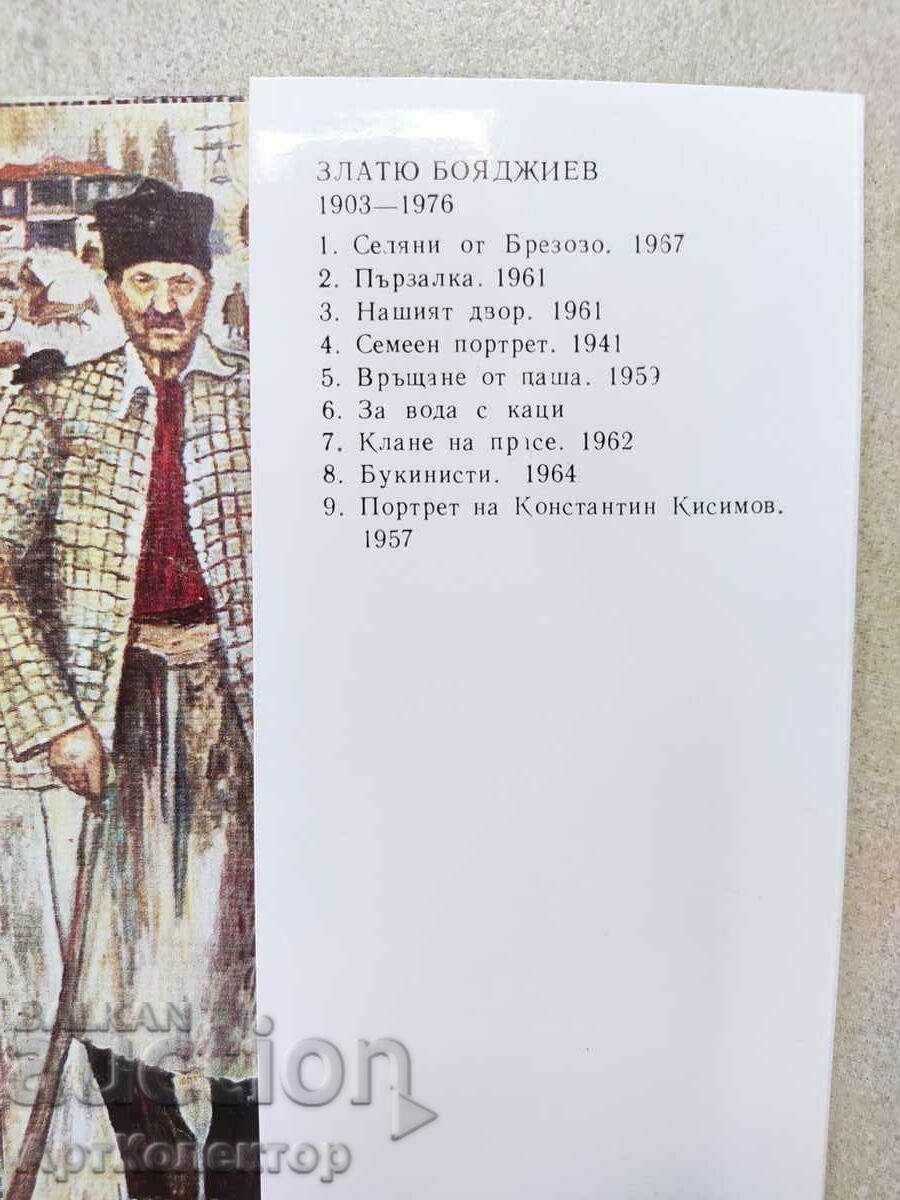 ЗЛАТЮ БОЯДЖИЕВ
1903—1976
1. Селяни от Брезозо. 1967
2. Пързалка. 1961
3. Нашият двор. 1961
4. Семеен портрет. 1941
5. Връщане от паша. 1959
6. За вода с каци
7. Клане на прасе. 1962
8. Букинисти. 1964
9. Портрет на Константин Кисимов.
1957
BALKAN
auction
АртКолектор